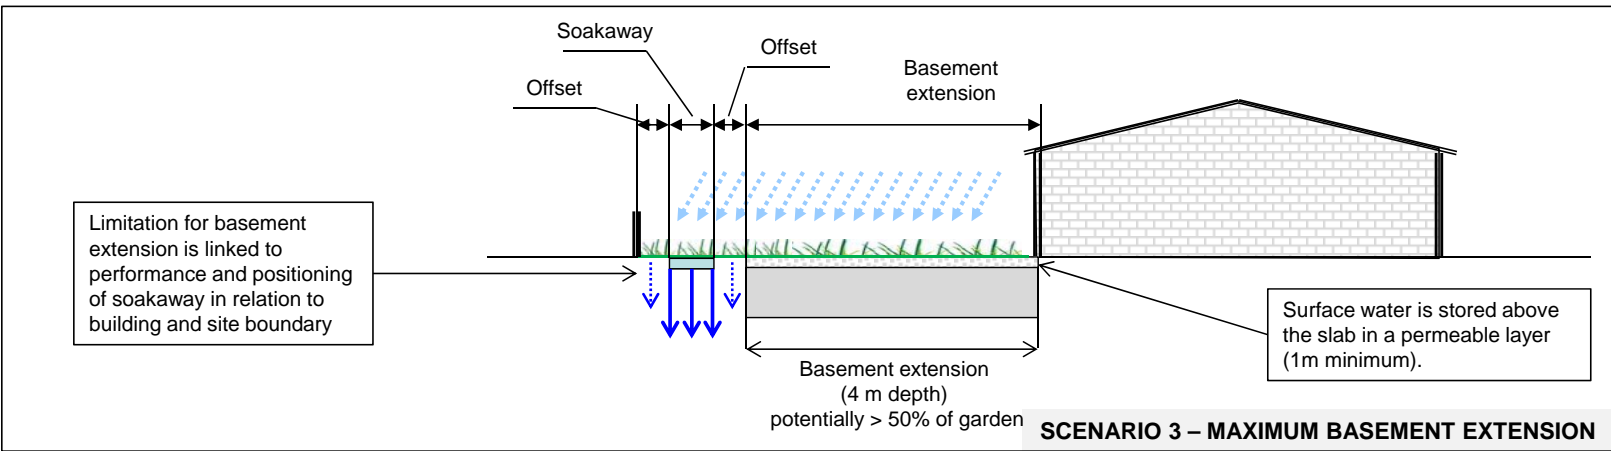 Soakaway
Offset
Offset
Basement
extension
Limitation for basement
extension is linked to
performance and positioning
of soakaway in relation to
building and site boundary
Surface water is stored above
the slab in a permeable layer
(1m minimum).
Basement extension
(4 m depth)
potentially > 50% of garden
SCENARIO 3 – MAXIMUM BASEMENT EXTENSION